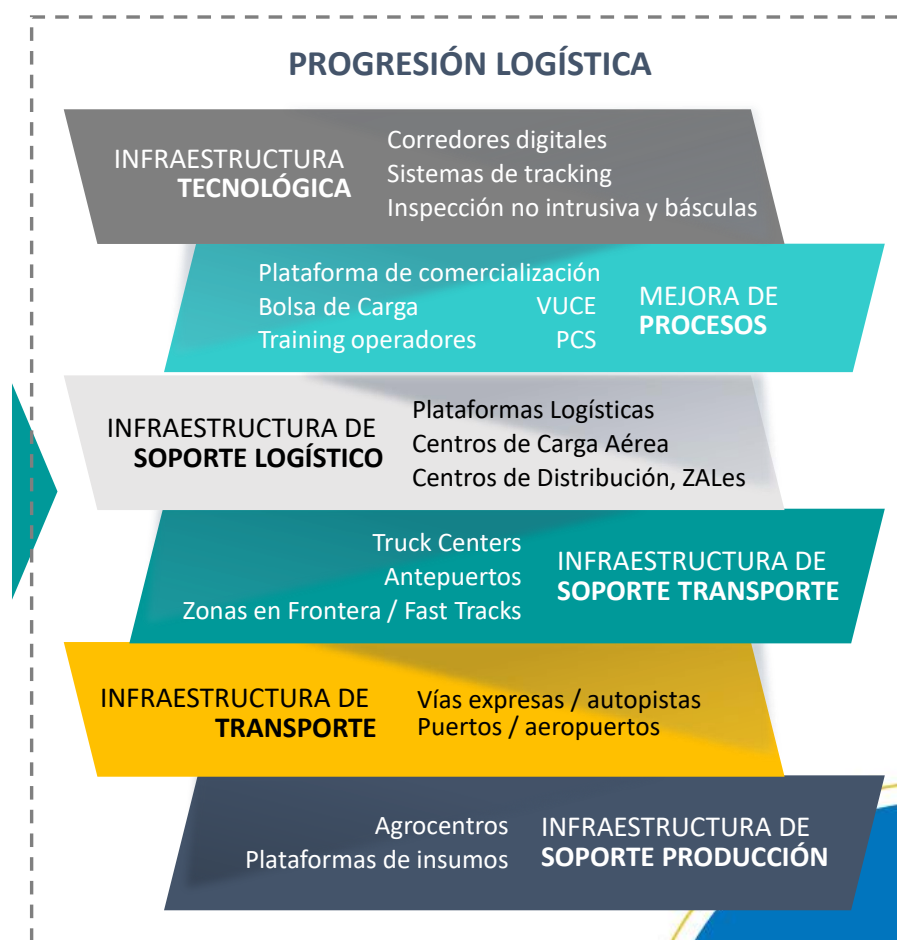 PROGRESIÓN LOGÍSTICA
INFRAESTRUCTURA
TECNOLÓGICA
Corredores digitales
Sistemas de tracking
Inspección no intrusiva y básculas
Plataforma de comercialización
Bolsa de Carga VUCE
Training operadores PCS
MEJORA DE
PROCESOS
INFRAESTRUCTURA DE
SOPORTE LOGÍSTICO
Plataformas Logísticas
Centros de Carga Aérea
Centros de Distribución, ZALes
Truck Centers
Antepuertos
Zonas en Frontera / Fast Tracks
INFRAESTRUCTURA DE
SOPORTE TRANSPORTE
INFRAESTRUCTURA DE
TRANSPORTE
Vías expresas / autopistas
Puertos / aeropuertos
Agrocentros
Plataformas de insumos
INFRAESTRUCTURA DE
SOPORTE PRODUCCIÓN